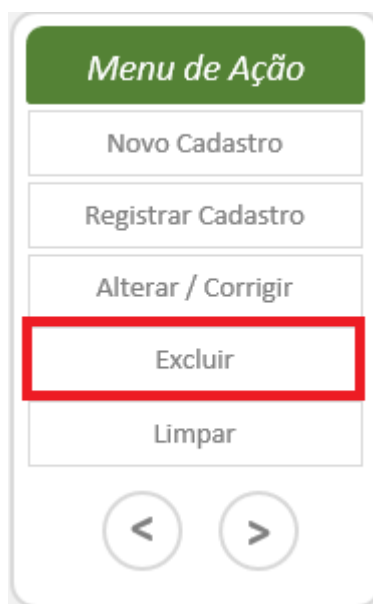 Menu de Ação
Novo Cadastro
Registrar Cadastro
Alterar / Corrigir
Excluir
Limpar
< >